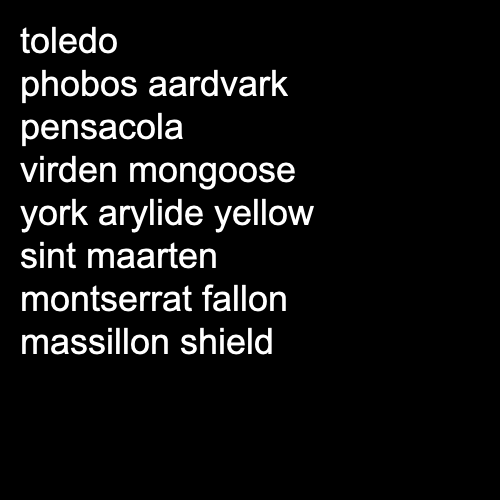 toledo
phobos aardvark
pensacola
virden mongoose
york arylide yellow
sint maarten
montserrat fallon
massillon shield